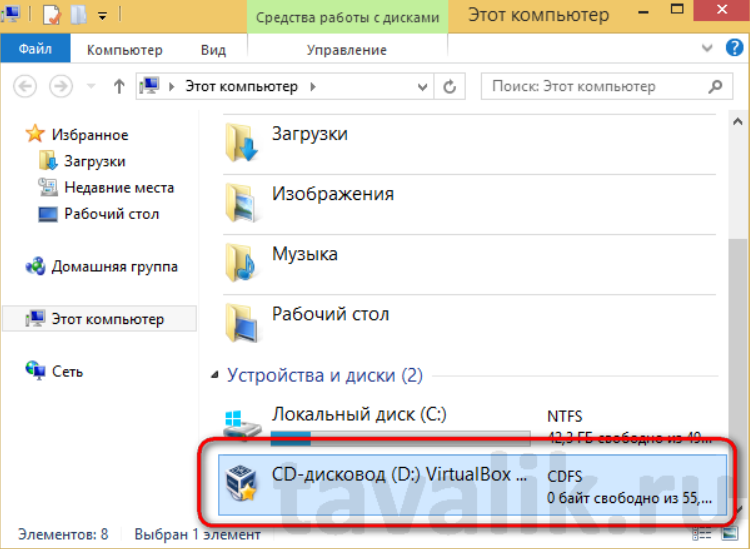 Средства работы с дисками
Этот компьютер
Файл
Компьютер
Вид
Управление
Этот компьютер
Поиск: Этот компьютер
Избранное
Загрузки
Недавние места
Рабочий стол
Домашняя группа
Этот компьютер
Сеть
Загрузки
Изображения
Музыка
Рабочий стол
Устройства и диски (2)
Локальный диск (C:)
NTFS
42,3 ГБ свободно из 49...
CD-дисковод (D:) VirtualBox ...
CDFS
0 байт свободно из 55,...
tavalik.ru
Элементов: 8
Выбран 1 элемент